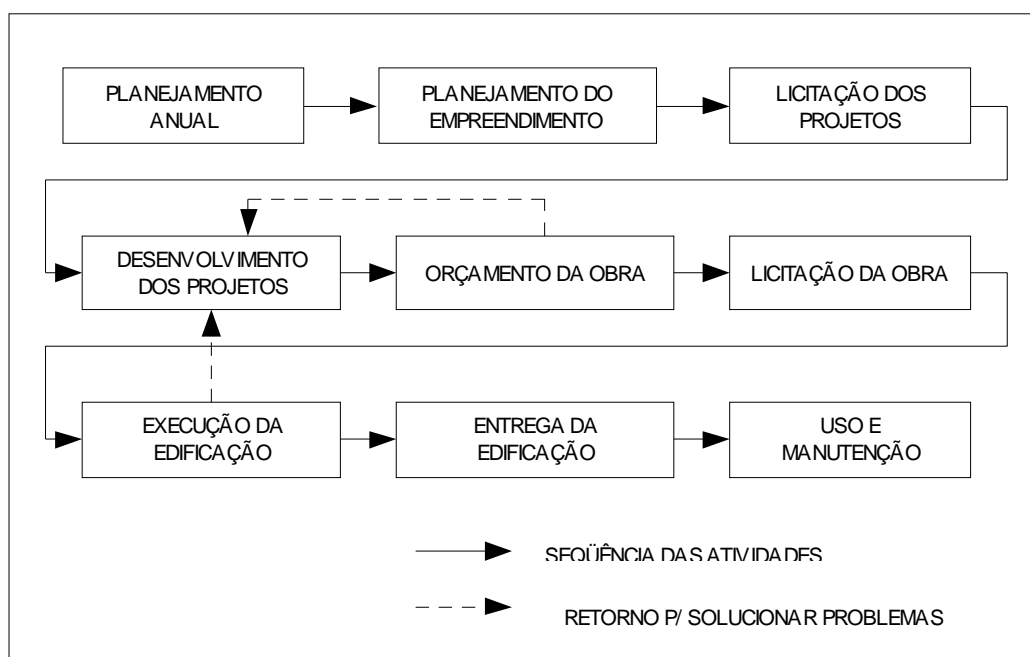 PLANEJAMENTO
ANUAL
PLANEJAMENTO DO
EMPREENDIMENTO
LICITAÇÃO DOS
PROJETOS
DESENVOLVIMENTO
DOS PROJETOS
ORÇAMENTO DA OBRA
LICITAÇÃO DA OBRA
EXECUÇÃO DA
EDIFICAÇÃO
ENTREGA DA
EDIFICAÇÃO
USO E
MANUTENÇÃO
SEQÜÊNCIA DAS ATIVIDADES
RETORNO P/ SOLUCIONAR PROBLEMAS